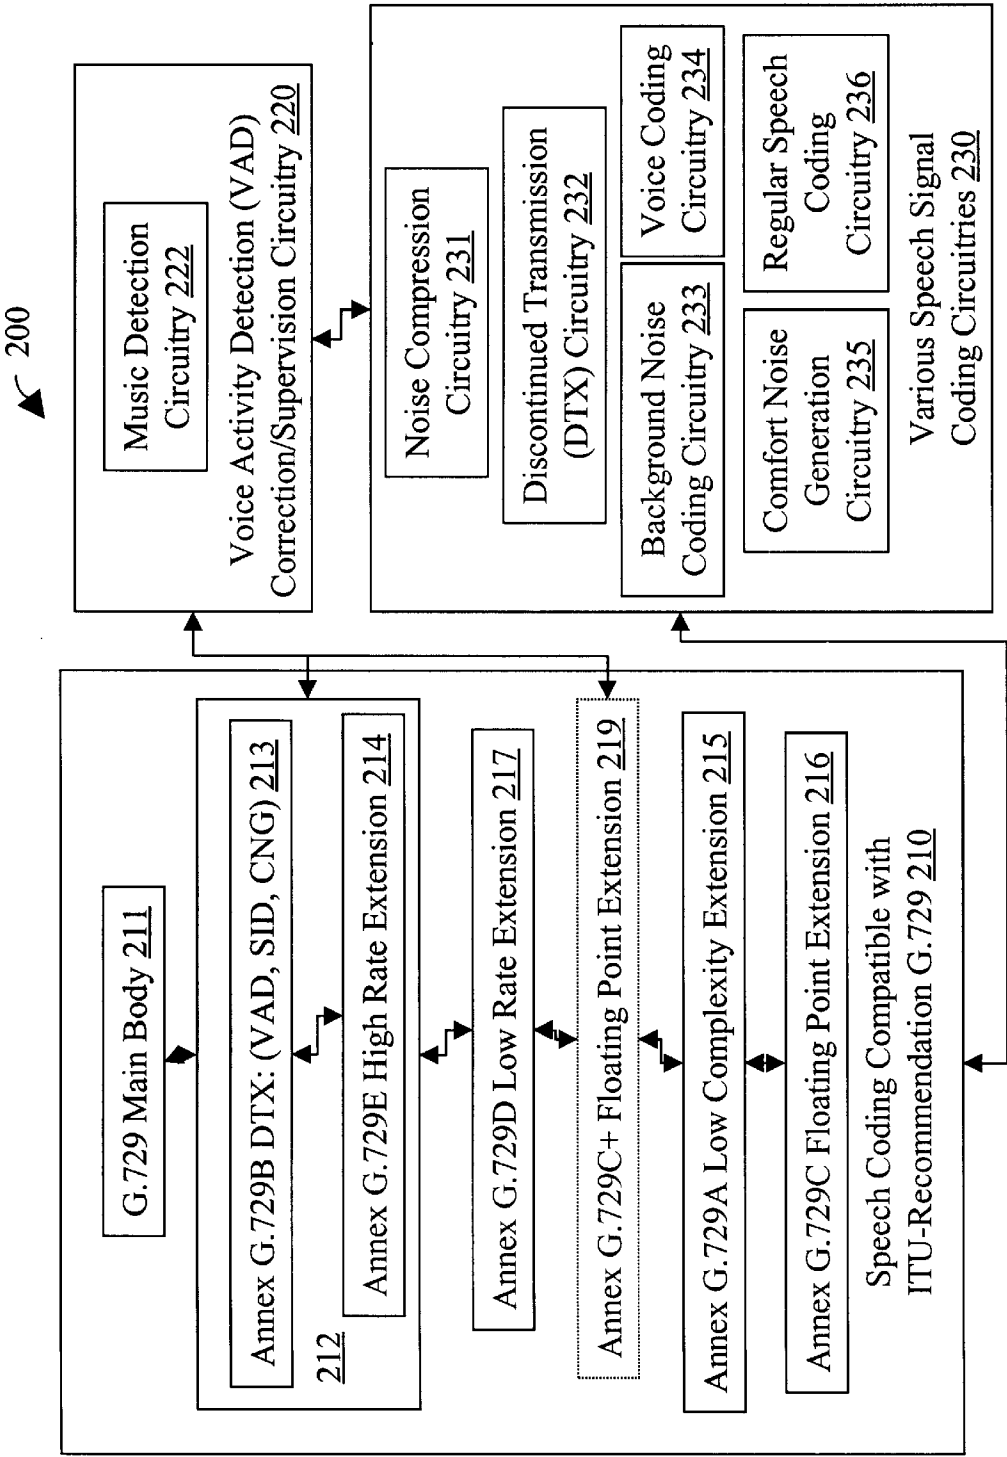 200
G.729 Main Body 211
Annex G.729B DTX: (VAD, SID, CNG) 213
Annex G.729E High Rate Extension 214
212
Annex G.729D Low Rate Extension 217
Annex G.729C+ Floating Point Extension 219
Annex G.729A Low Complexity Extension 215
Annex G.729C Floating Point Extension 216
Speech Coding Compatible with
ITU-Recommendation G.729 210
Music Detection
Circuitry 222
Voice Activity Detection (VAD)
Correction/Supervision Circuitry 220
Noise Compression
Circuitry 231
Discontinued Transmission
(DTX) Circuitry 232
Background Noise
Coding Circuitry 233
Voice Coding
Circuitry 234
Comfort Noise
Generation
Circuitry 235
Regular Speech
Coding
Circuitry 236
Various Speech Signal
Coding Circuitries 230